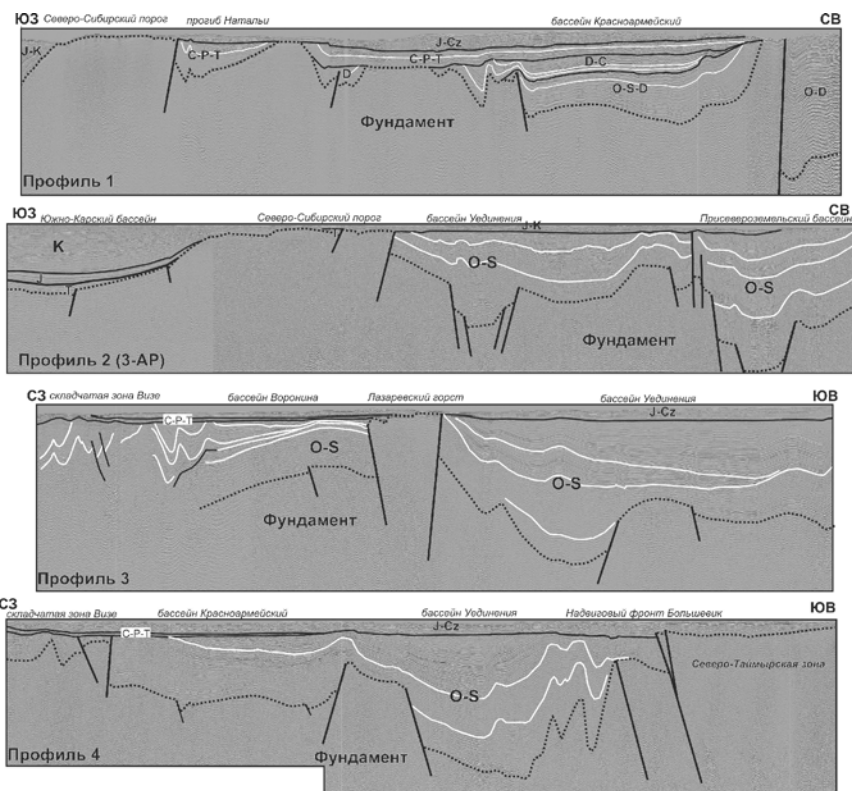 ЮЗ Северо-Сибирский порог прогиб Натальи бассейн Красноармейский СВ
J-K C-P-T J-Cz
C-P-T D-C
D O-S-D O-D
Фундамент
Профиль 1
ЮЗ Южно-Карский бассейн Северо-Сибирский порог бассейн Уединения Присевероземельский бассейн СВ
K J-K
J T T O-S O-S
Фундамент
Профиль 2 (3-АР)
СЗ складчатая зона Визе бассейн Воронина Лазаревский горст бассейн Уединения ЮВ
C-P-T J-Cz
O-S O-S
Фундамент
Профиль 3
СЗ складчатая зона Визе бассейн Красноармейский бассейн Уединения Надвиговый фронт Большевик ЮВ
C-P-T J-Cz
O-S Северо-Таймырская зона
Фундамент
Профиль 4